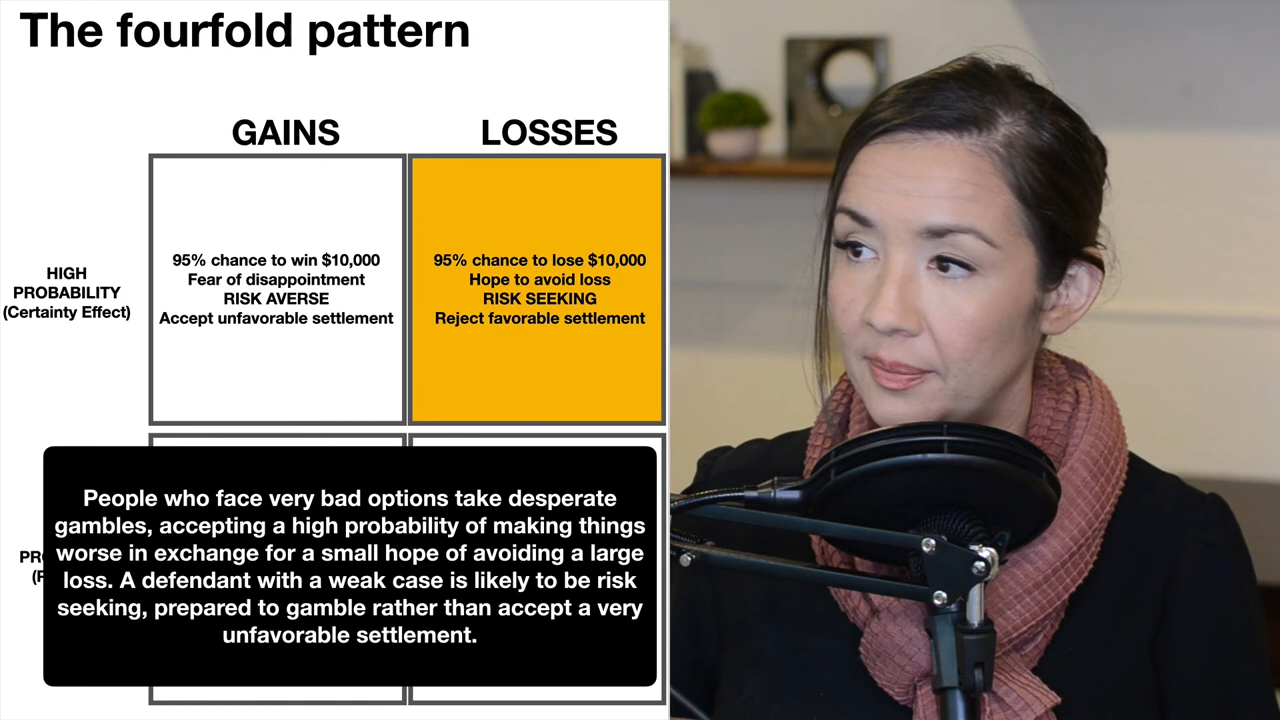 The fourfold pattern
GAINS
LOSSES
HIGH
PROBABILITY
(Certainty Effect)
95% chance to win $10,000
Fear of disappointment
RISK AVERSE
Accept unfavorable settlement
95% chance to lose $10,000
Hope to avoid loss
RISK SEEKING
Reject favorable settlement
People who face very bad options take desperate
gambles, accepting a high probability of making things
worse in exchange for a small hope of avoiding a large
loss. A defendant with a weak case is likely to be risk
seeking, prepared to gamble rather than accept a very
unfavorable settlement.